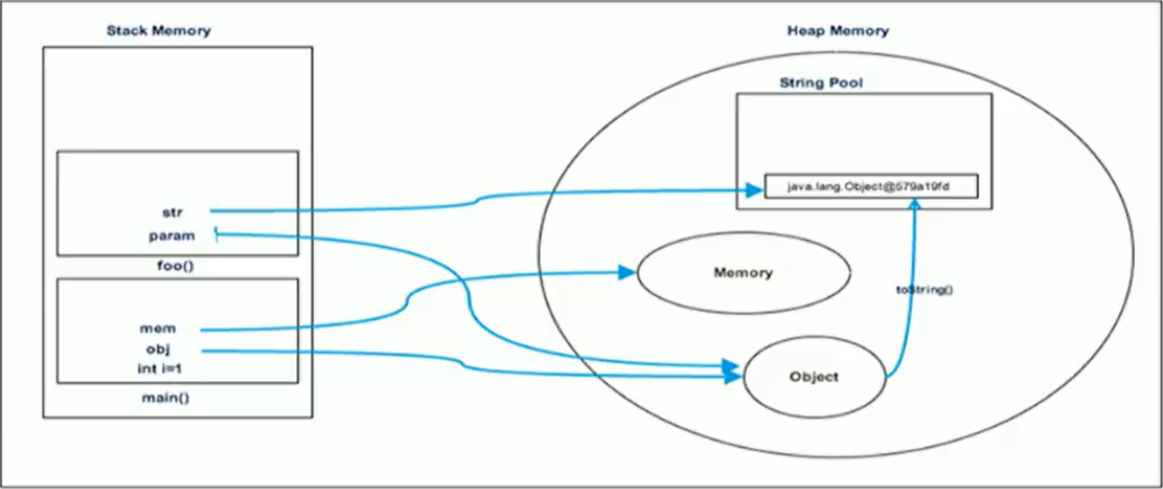 Stack Memory
Heap Memory
String Pool
java.lang.Object@579a19fd
str
param
foo()
Memory
toString()
mem
obj
int i=1
main()
Object